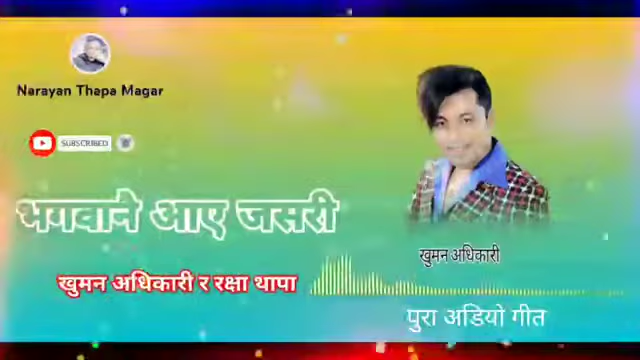 Narayan Thapa Magar
SUBSCRIBED
भगवाने आए जसरी
खुमन अधिकारी
खुमन अधिकारी र रक्षा थापा
पुरा अडियो गीत